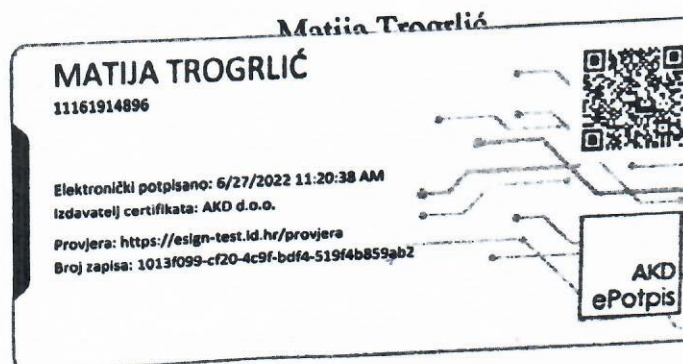 Matija Trogrlić
MATIJA TROGRLIĆ
11161914896
Elektronički potpisano: 6/27/2022 11:20:38 AM
Izdavatelj certifikata: AKD d.o.o.
Provjera: https://esign-test.id.hr/provjera
Broj zapisa: 1013f099-cf20-4c9f-bdf4-519f4b859ab2
AKD
ePotpis